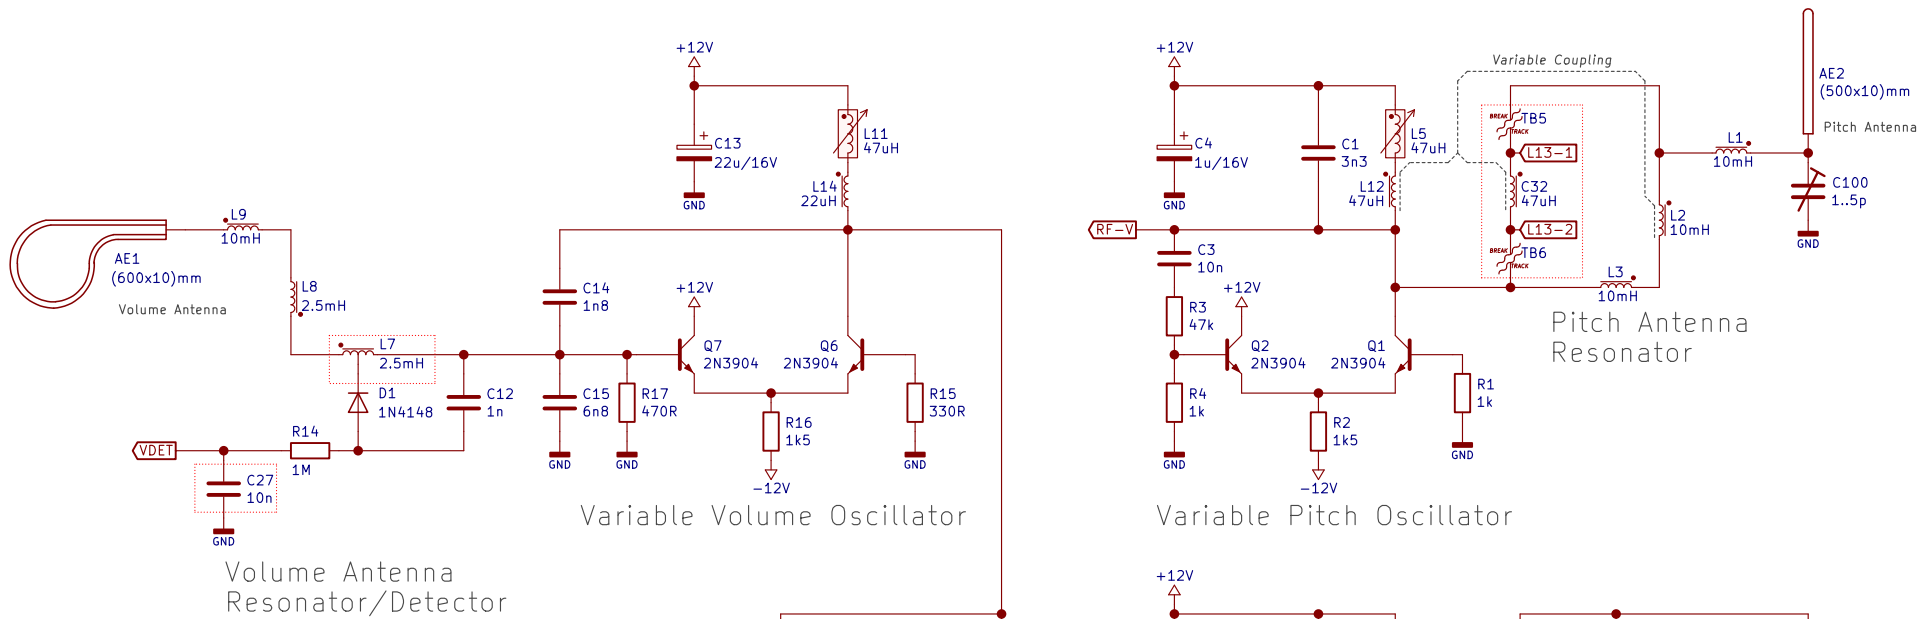 +12V
L11
47uH
C13
22u/16V
GND
L14
22uH
L9
10mH
AE1
(600x10)mm
Volume Antenna
L8
2.5mH
L7
2.5mH
D1
1N4148
C12
1n
C14
1n8
C15
6n8
GND
R17
470R
GND
+12V
Q7
2N3904
Q6
2N3904
R16
1k5
-12V
R15
330R
GND
VDET
R14
1M
C27
10n
GND
Variable Volume Oscillator
Volume Antenna
Resonator/Detector
+12V
C4
1u/16V
GND
C1
3n3
L5
47uH
L12
47uH
Variable Coupling
BREAK
TRACK
TB5
L13-1
C32
47uH
L13-2
BREAK
TRACK
TB6
L1
10mH
L2
10mH
L3
10mH
AE2
(500x10)mm
Pitch Antenna
C100
1..5p
GND
RF-V
C3
10n
R3
47k
R4
1k
GND
+12V
Q2
2N3904
Q1
2N3904
R2
1k5
-12V
R1
1k
GND
Pitch Antenna
Resonator
Variable Pitch Oscillator
+12V